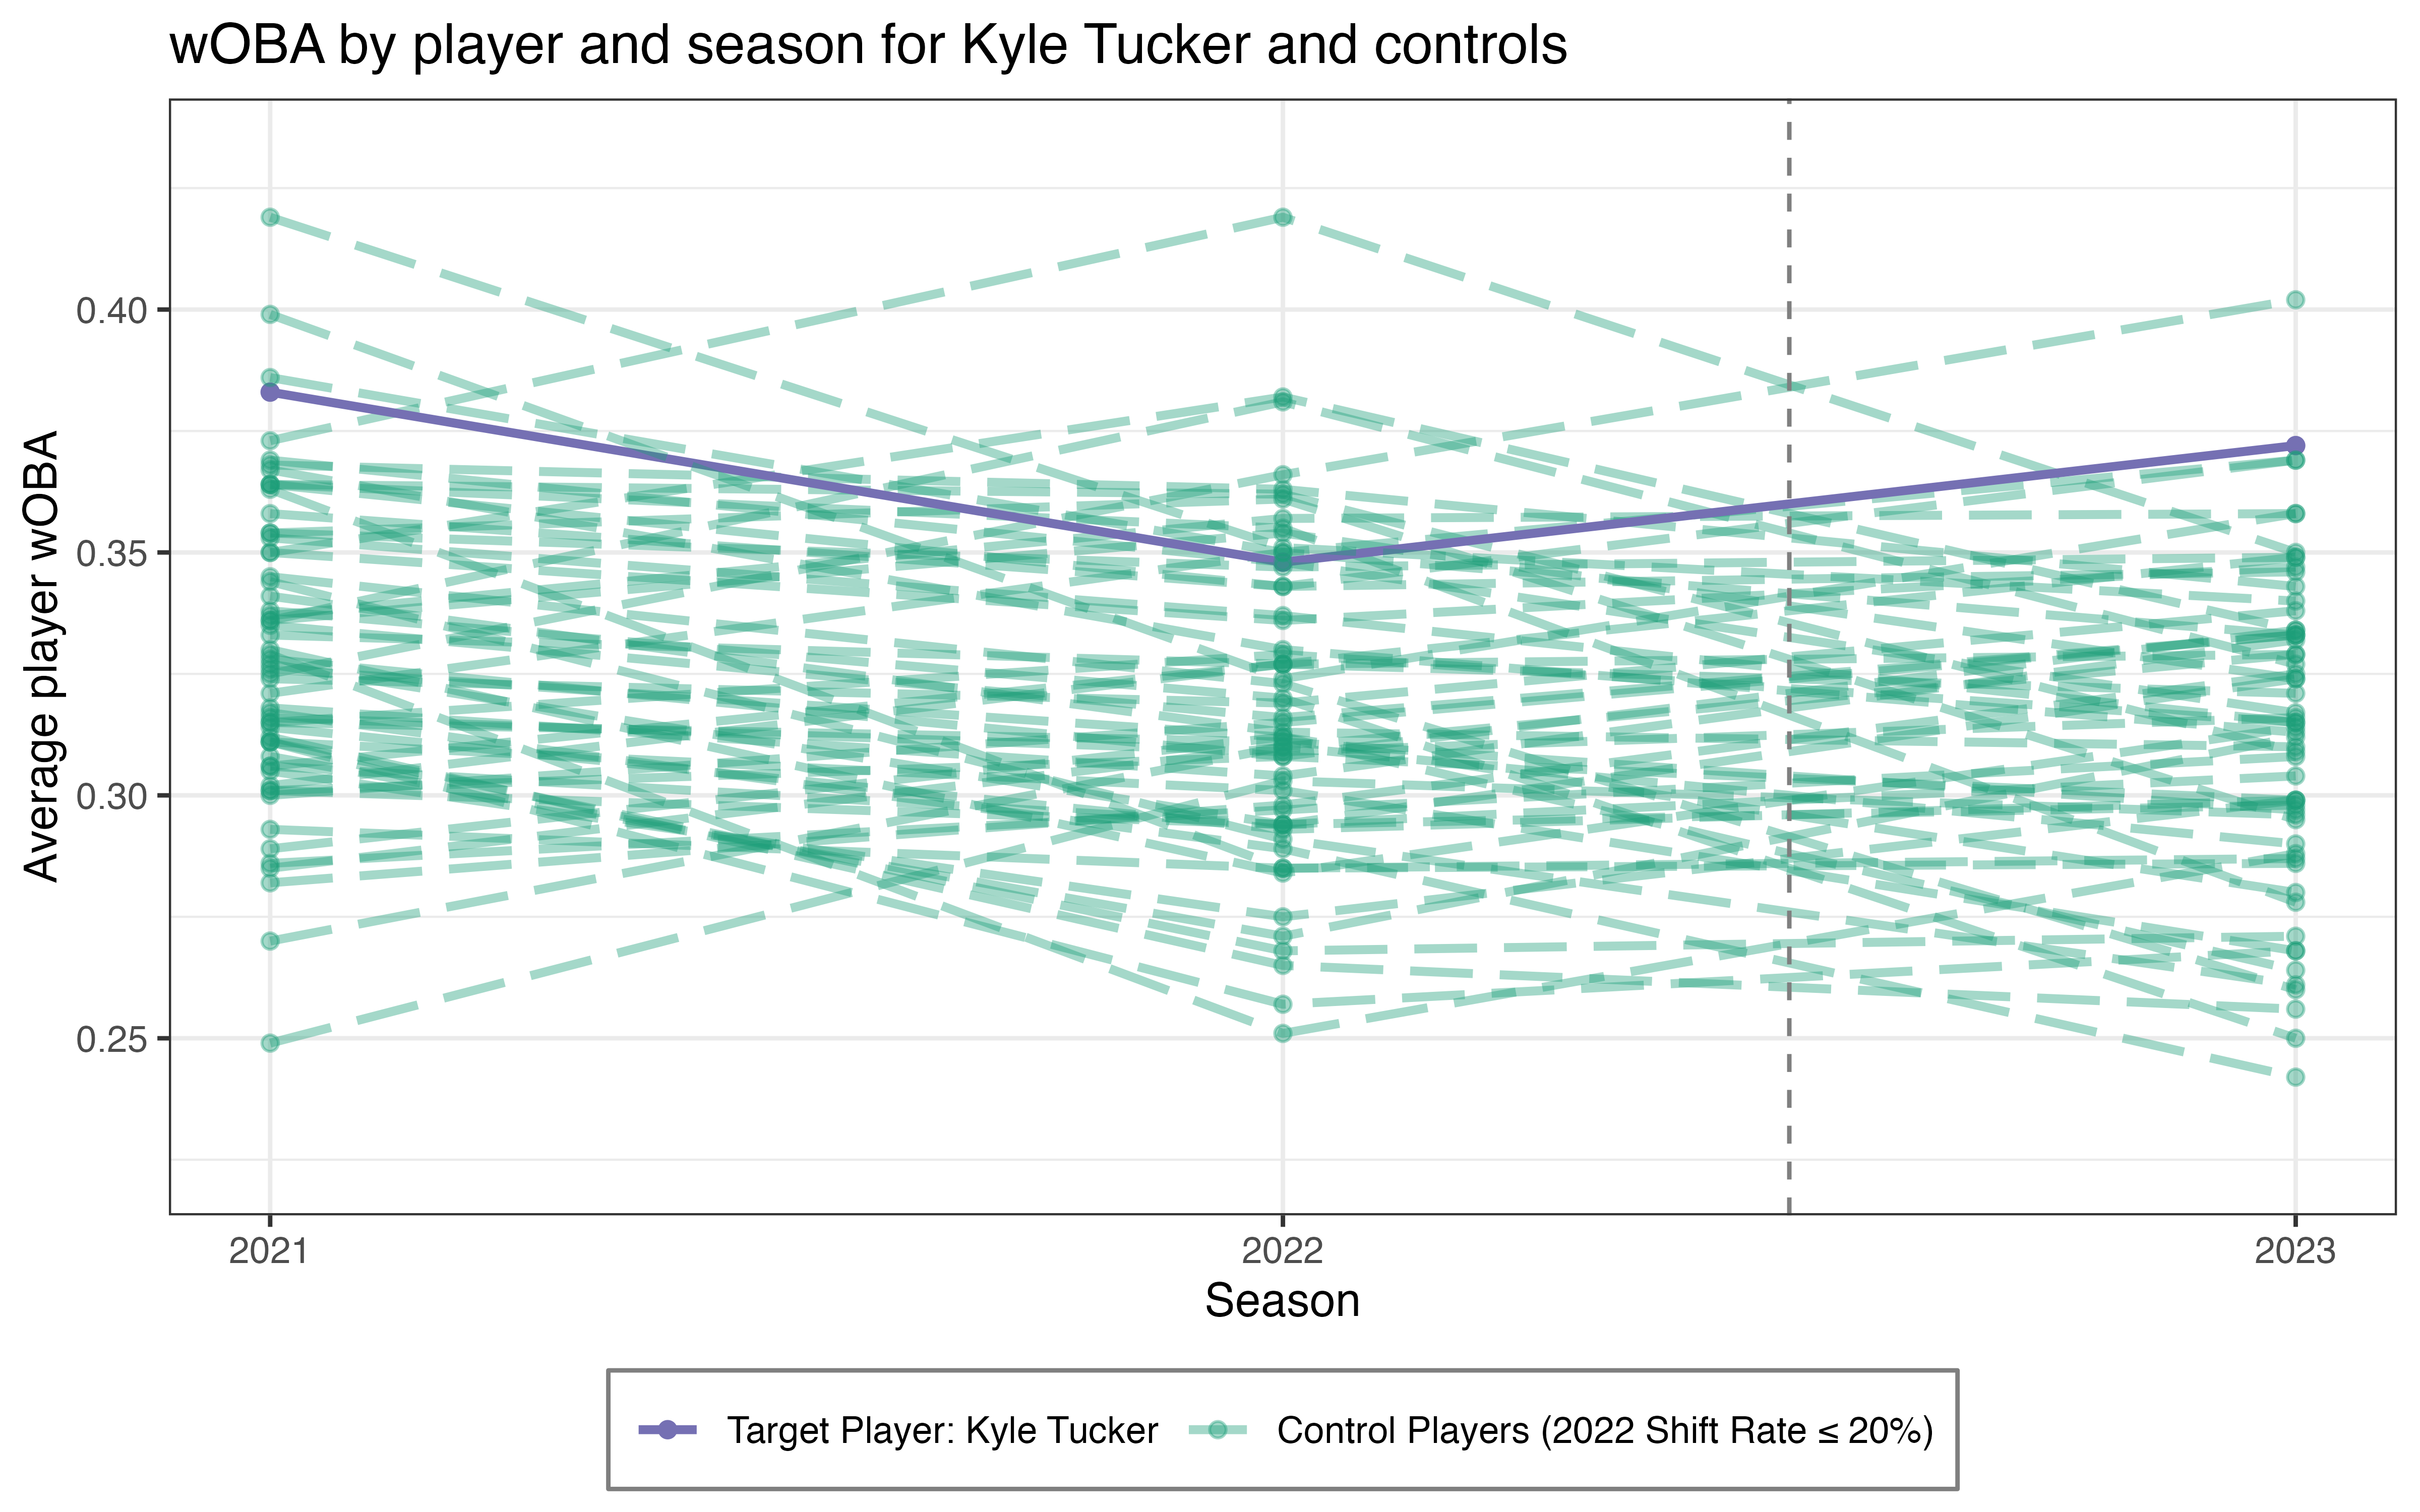 wOBA by player and season for Kyle Tucker and controls
Average player wOBA
0.40
0.35
0.30
0.25
2021
2022
2023
Season
Target Player: Kyle Tucker
Control Players (2022 Shift Rate ≤ 20%)